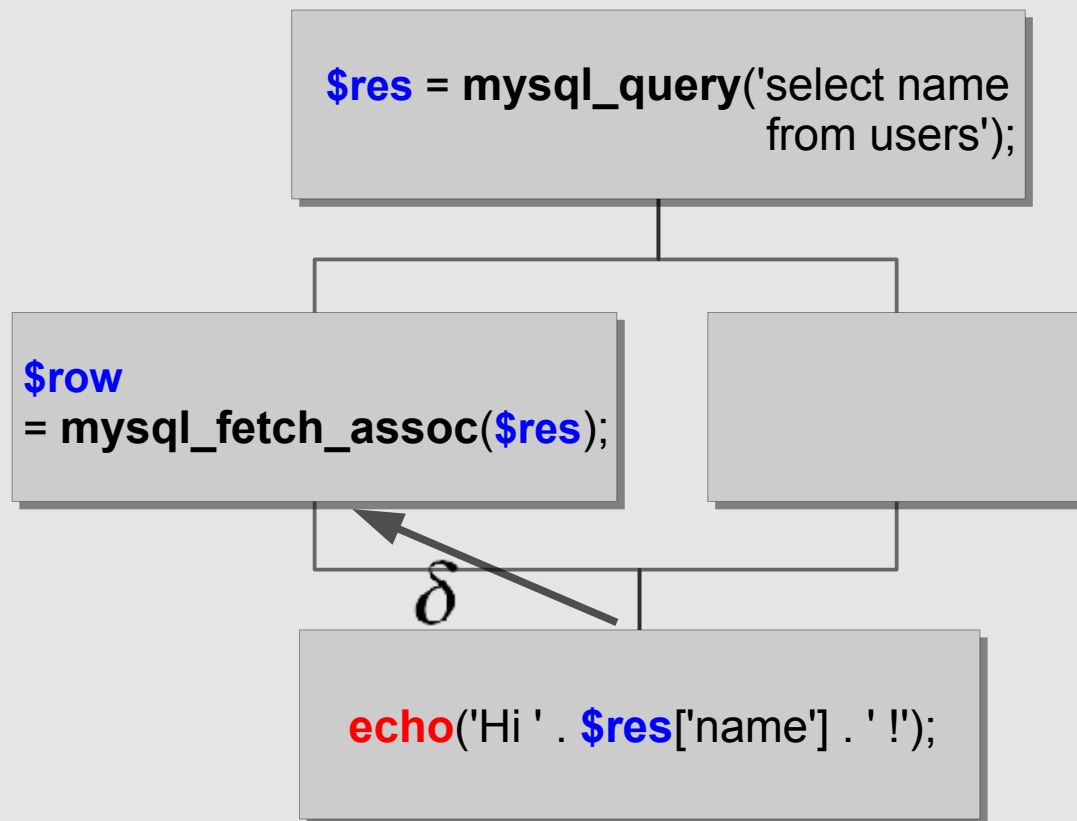 $res = mysql_query('select name
from users');
$row
= mysql_fetch_assoc($res);
δ
echo('Hi ' . $res['name'] . ' !');